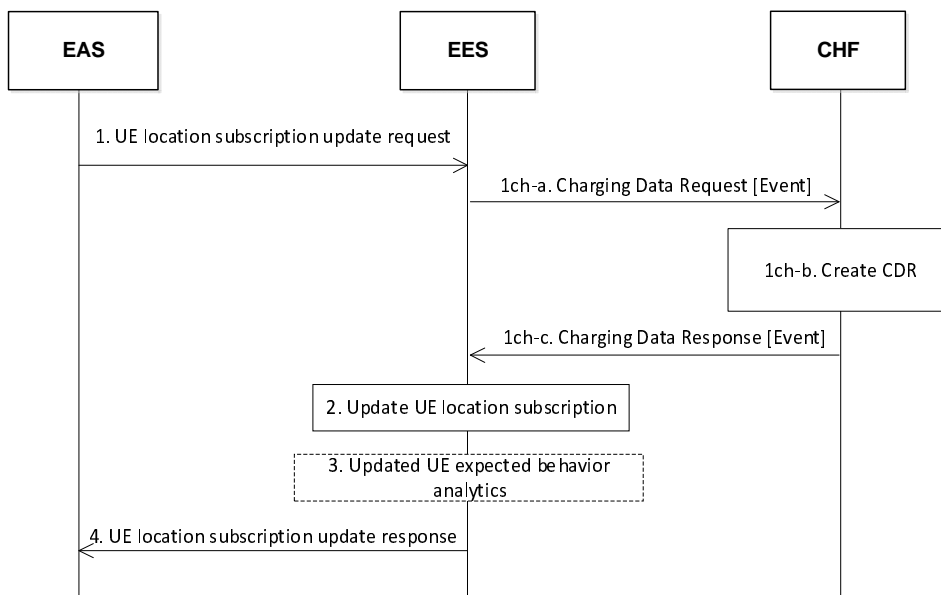 EAS
EES
CHF
1. UE location subscription update request
1ch-a. Charging Data Request [Event]
1ch-b. Create CDR
1ch-c. Charging Data Response [Event]
2. Update UE location subscription
3. Updated UE expected behavior
analytics
4. UE location subscription update response